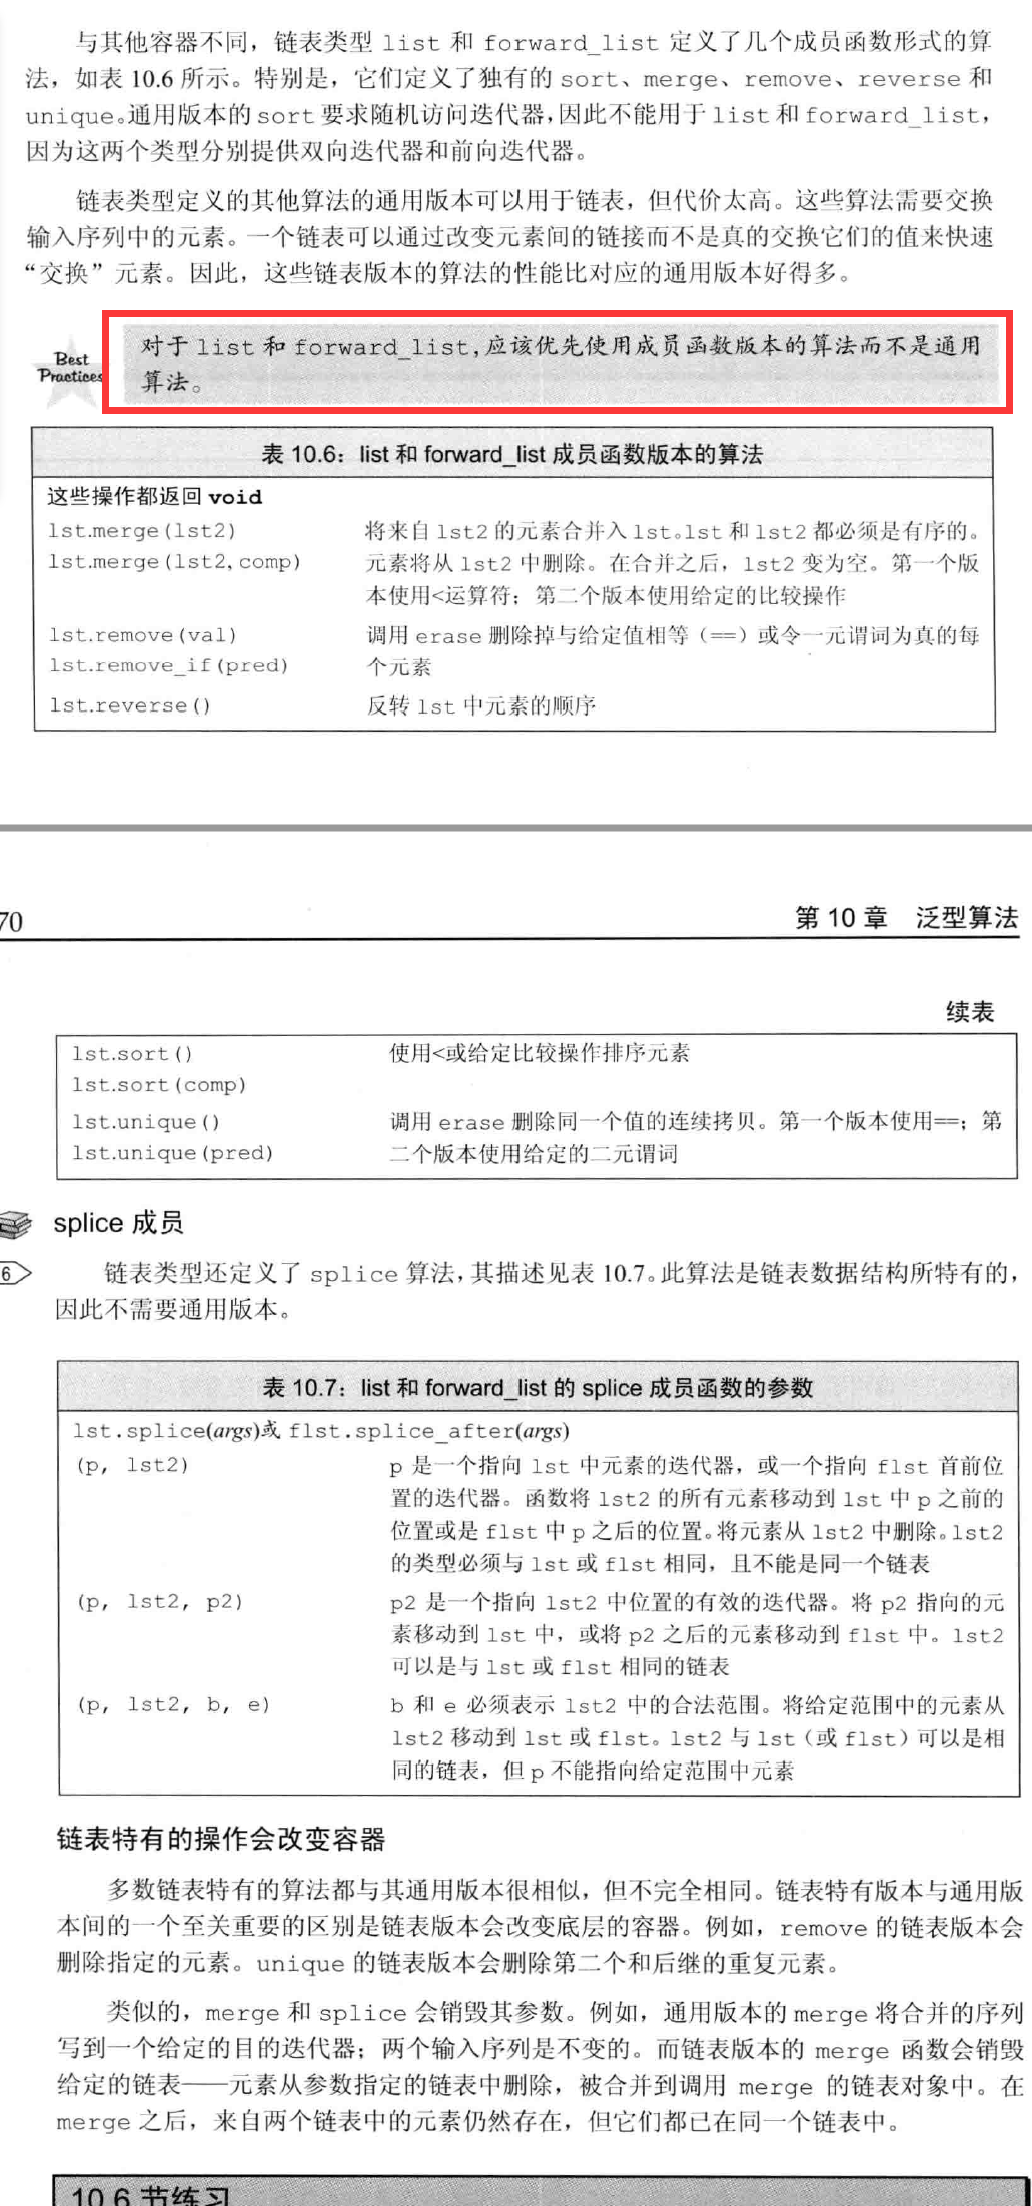 与其他容器不同，链表类型 list 和 forward_list 定义了几个成员函数形式的算
法，如表 10.6 所示。特别是，它们定义了独有的 sort、merge、remove、reverse 和
unique。通用版本的 sort 要求随机访问迭代器，因此不能用于 list 和 forward_list，
因为这两个类型分别提供双向迭代器和前向迭代器。
链表类型定义的其他算法的通用版本可以用于链表，但代价太高。这些算法需要交换
输入序列中的元素。一个链表可以通过改变元素间的链接而不是真的交换它们的值来快速
“交换”元素。因此，这些链表版本的算法的性能比对应的通用版本好得多。
Best
Practices
对于 list 和 forward_list，应该优先使用成员函数版本的算法而不是通用
算法。
表 10.6：list 和 forward_list 成员函数版本的算法
这些操作都返回 void
lst.merge(lst2) 将来自 lst2 的元素合并入 lst。lst 和 lst2 都必须是有序的。
lst.merge(lst2,comp) 元素将从 lst2 中删除。在合并之后，lst2 变为空。第一个版
本使用<运算符；第二个版本使用给定的比较操作
lst.remove(val) 调用 erase 删除掉与给定值相等（==）或令一元谓词为真的每
lst.remove_if(pred) 个元素
lst.reverse() 反转 lst 中元素的顺序
70 第 10 章 泛型算法
续表
lst.sort() 使用<或给定比较操作排序元素
lst.sort(comp)
lst.unique() 调用 erase 删除同一个值的连续拷贝。第一个版本使用==；第
lst.unique(pred) 二个版本使用给定的二元谓词
splice 成员
6 链表类型还定义了 splice 算法，其描述见表 10.7。此算法是链表数据结构所特有的，
因此不需要通用版本。
表 10.7：list 和 forward_list 的 splice 成员函数的参数
lst.splice(args)或 flst.splice_after(args)
(p, lst2) p 是一个指向 lst 中元素的迭代器，或一个指向 flst 首前位
置的迭代器。函数将 lst2 的所有元素移动到 lst 中 p 之前的
位置或是 flst 中 p 之后的位置。将元素从 lst2 中删除。lst2
的类型必须与 lst 或 flst 相同，且不能是同一个链表
(p, lst2, p2) p2 是一个指向 lst2 中位置的有效的迭代器。将 p2 指向的元
素移动到 lst 中，或将 p2 之后的元素移动到 flst 中。lst2
可以是与 lst 或 flst 相同的链表
(p, lst2, b, e) b 和 e 必须表示 lst2 中的合法范围。将给定范围中的元素从
lst2 移动到 lst 或 flst。lst2 与 lst（或 flst）可以是相
同的链表，但 p 不能指向给定范围中元素
链表特有的操作会改变容器
多数链表特有的算法都与其通用版本很相似，但不完全相同。链表特有版本与通用版
本间的一个至关重要的区别是链表版本会改变底层的容器。例如，remove 的链表版本会
删除指定的元素。unique 的链表版本会删除第二个和后继的重复元素。
类似的，merge 和 splice 会销毁其参数。例如，通用版本的 merge 将合并的序列
写到一个给定的目的迭代器；两个输入序列是不变的。而链表版本的 merge 函数会销毁
给定的链表——元素从参数指定的链表中删除，被合并到调用 merge 的链表对象中。在
merge 之后，来自两个链表中的元素仍然存在，但它们都已在同一个链表中。
10.6 节练习